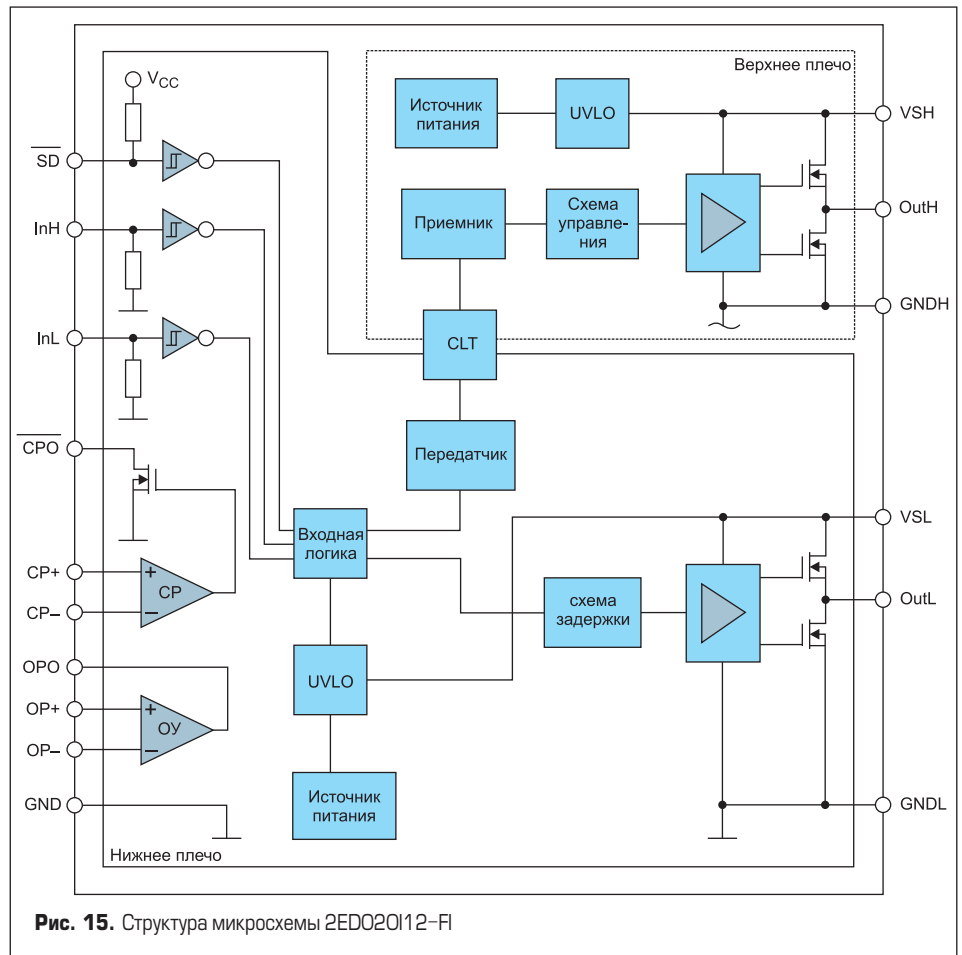 Верхнее плечо
VCC
Источник
питания
UVLO
VSH
SD
InH
Приемник
Схема
управле-
ния
OutH
GNDH
InL
CLT
CPO
Передатчик
VSL
Входная
логика
CP+
CP
CP–
схема
задержки
OutL
OPO
UVLO
OP+
ОУ
OP–
GND
Источник
питания
GNDL
Нижнее плечо
Рис. 15. Структура микросхемы 2ED020I12-FI